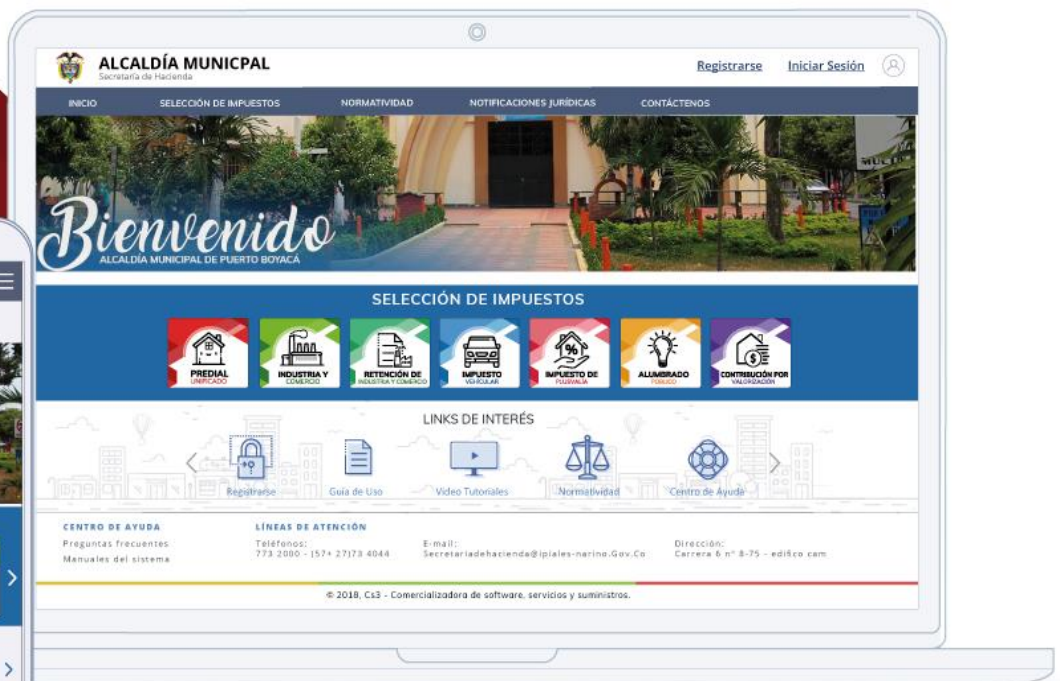 ALCALDÍA MUNICPAL
Secretaría de Hacienda
Registrarse Iniciar Sesión
INICIO SELECCIÓN DE IMPUESTOS NORMATIVIDAD NOTIFICACIONES JURÍDICAS CONTÁCTENOS
Bienvenido
ALCALDÍA MUNICIPAL DE PUERTO BOYACÁ
SELECCIÓN DE IMPUESTOS
PREDIAL
UNIFICADO
INDUSTRIA Y
COMERCIO
RETENCIÓN DE
INDUSTRIA Y COMERCIO
IMPUESTO
VEHICULAR
IMPUESTO DE
PLUSVALÍA
ALUMBRADO
PÚBLICO
CONTRIBUCIÓN POR
VALORIZACIÓN
LINKS DE INTERÉS
Registrarse Guía de Uso Video Tutoriales Normatividad Centro de Ayuda
CENTRO DE AYUDA
Preguntas frecuentes
Manuales del sistema
LÍNEAS DE ATENCIÓN
Teléfonos:
773 2000 - (57+ 27)73 4044
E-mail:
Secretariadehacienda@ipiales-narino.Gov.Co
Dirección:
Carrera 6 n° 8-75 - edifico cam
© 2018, Cs3 - Comercializadora de software, servicios y suministros.